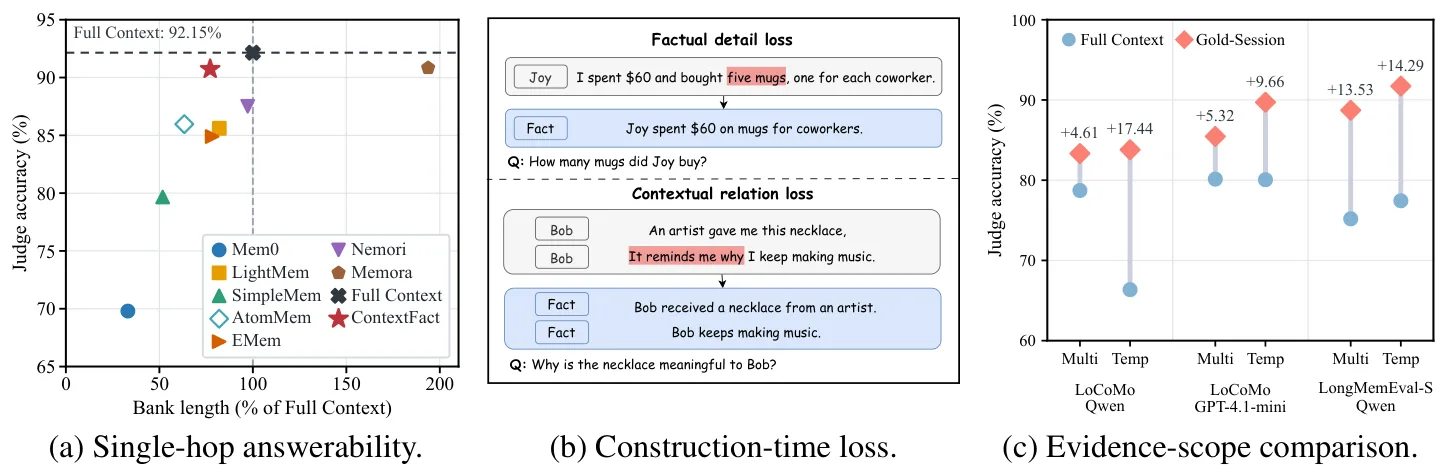 95
90
85
80
75
70
65
Judge accuracy (%)
Full Context: 92.15%
Mem0
LightMem
SimpleMem
AtomMem
EMem
Nemori
Memora
Full Context
ContextFact
0
50
100
150
200
Bank length (% of Full Context)
(a) Single-hop answerability.
Factual detail loss
Joy
I spent $60 and bought five mugs, one for each coworker.
Fact
Joy spent $60 on mugs for coworkers.
Q: How many mugs did Joy buy?
Contextual relation loss
Bob
An artist gave me this necklace,
Bob
It reminds me why I keep making music.
Fact
Bob received a necklace from an artist.
Fact
Bob keeps making music.
Q: Why is the necklace meaningful to Bob?
(b) Construction-time loss.
100
90
80
70
60
Judge accuracy (%)
Full Context
Gold-Session
+4.61
+17.44
+5.32
+9.66
+13.53
+14.29
Multi
Temp
Multi
Temp
Multi
Temp
LoCoMo
Qwen
LoCoMo
GPT-4.1-mini
LongMemEval-S
Qwen
(c) Evidence-scope comparison.